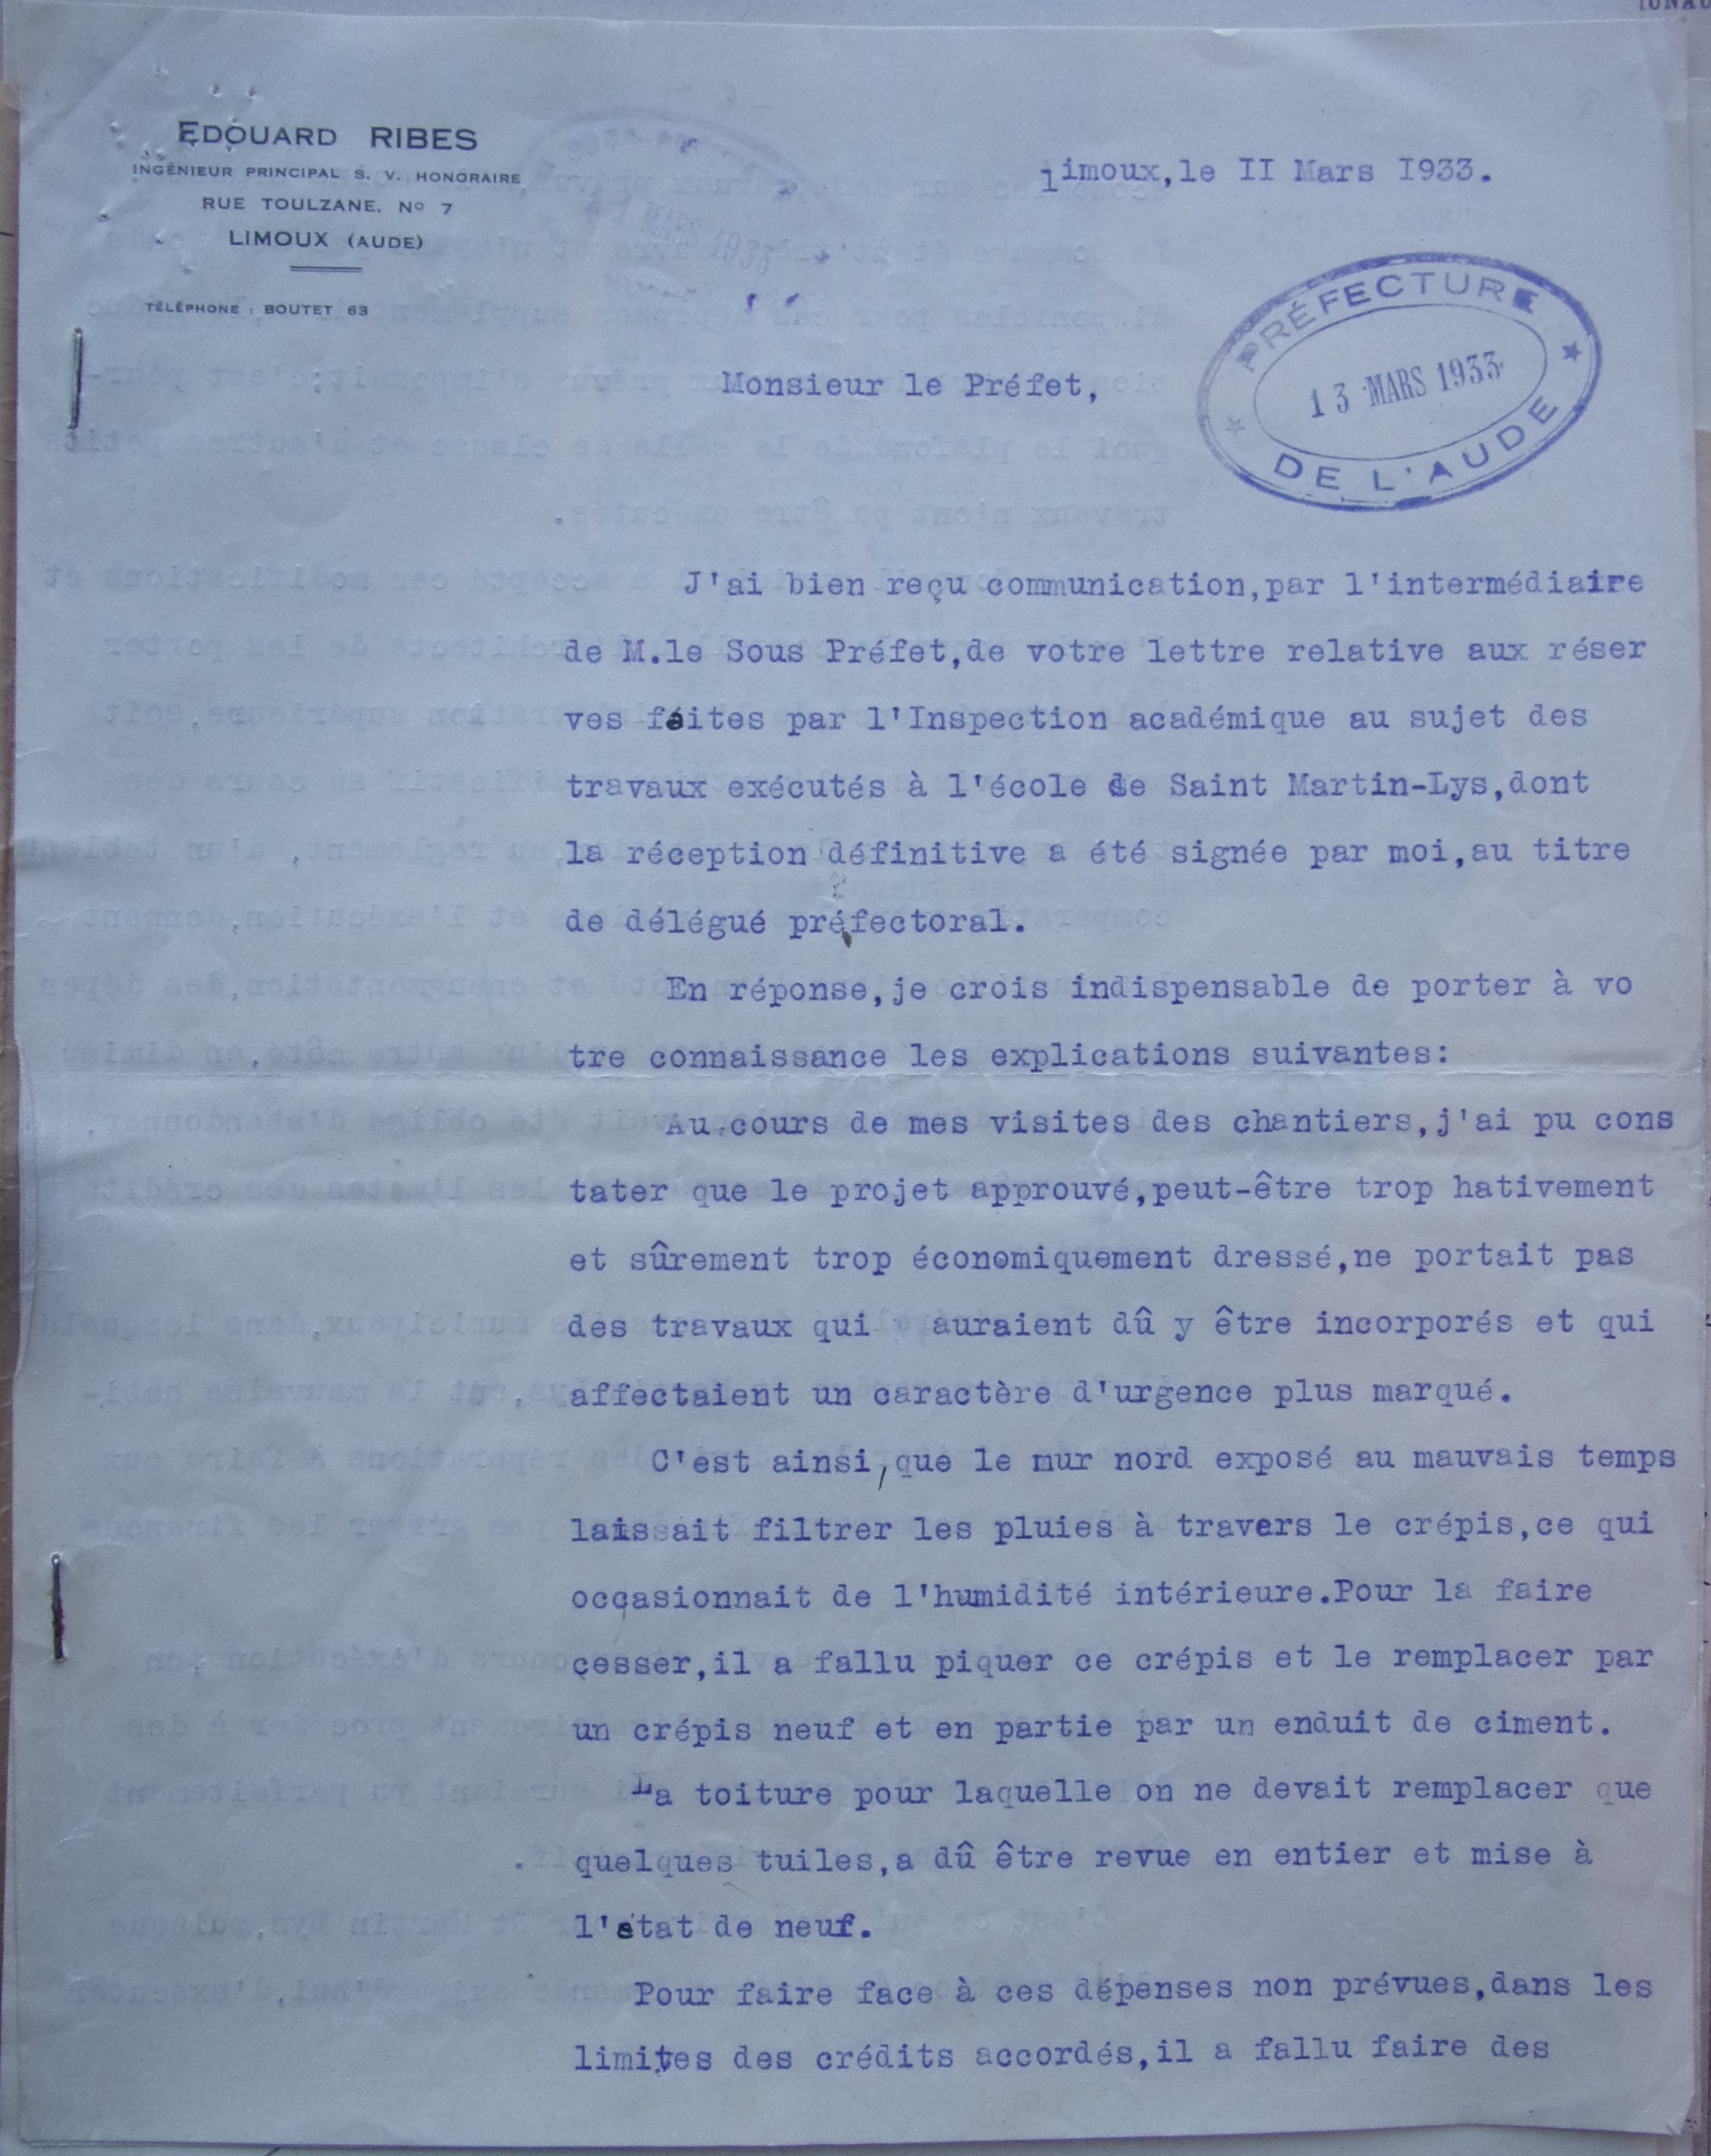 EDOUARD RIBES
INGÉNIEUR PRINCIPAL S. V. HONORAIRE
RUE TOULZANE, No 7
LIMOUX (AUDE)
TÉLÉPHONE : BOUTET 63
limoux,le II Mars 1933.
PRÉFECTURE
13 MARS 1933
DE L'AUDE
Monsieur le Préfet,
J'ai bien reçu communication,par l'intermédiaire
de M.le Sous Préfet,de votre lettre relative aux réser
ves faites par l'Inspection académique au sujet des
travaux exécutés à l'école de Saint Martin-Lys,dont
la réception définitive a été signée par moi,au titre
de délégué préfectoral.
En réponse,je crois indispensable de porter à vo
tre connaissance les explications suivantes:
Au.cours de mes visites des chantiers,j'ai pu cons
tater que le projet approuvé,peut-être trop hativement
et sûrement trop économiquement dressé,ne portait pas
des travaux qui auraient dû y être incorporés et qui
affectaient un caractère d'urgence plus marqué.
C'est ainsi,que le mur nord exposé au mauvais temps
laissait filtrer les pluies à travers le crépis,ce qui
occasionnait de l'humidité intérieure.Pour la faire
cesser,il a fallu piquer ce crépis et le remplacer par
un crépis neuf et en partie par un enduit de ciment.
La toiture pour laquelle on ne devait remplacer que
quelques tuiles,a dû être revue en entier et mise à
l'etat de neuf.
Pour faire face à ces dépenses non prévues,dans les
limites des crédits accordés,il a fallu faire des